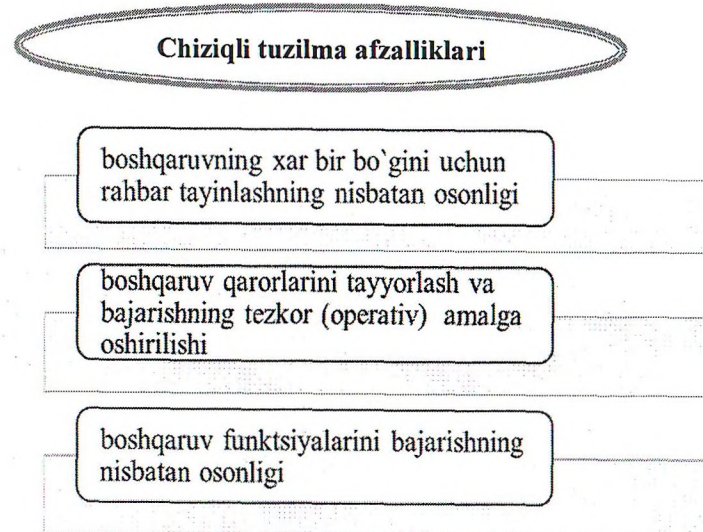 Chiziqli tuzilma afzalliklari
boshqaruvning xar bir bo`gini uchun
rahbar tayinlashning nisbatan osonligi
boshqaruv qarorlarini tayyorlash va
bajarishning tezkor (operativ) amalga
oshirilishi
boshqaruv funktsiyalarini bajarishning
nisbatan osonligi